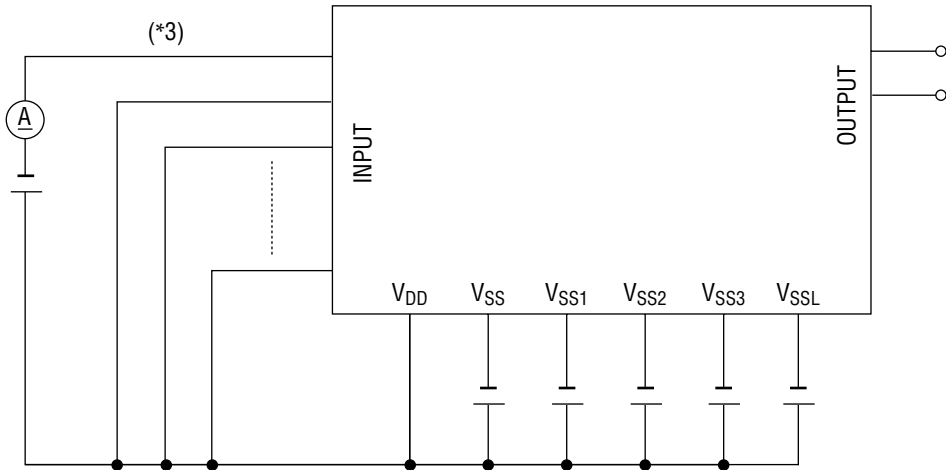 (*3)
A
INPUT
OUTPUT
VDD VSS VSS1 VSS2 VSS3 VSSL